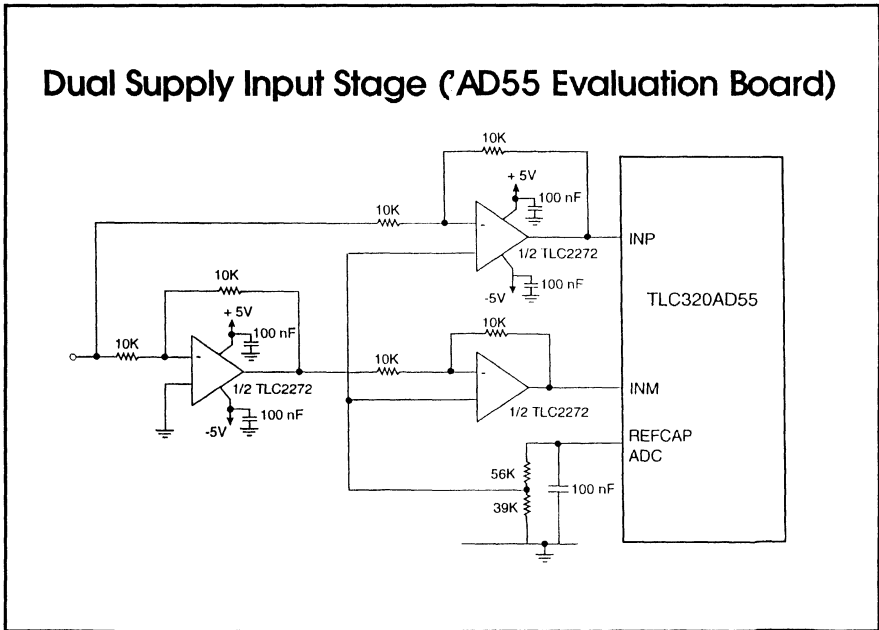 Dual Supply Input Stage ('AD55 Evaluation Board)
10K
+ 5V
100 nF
10K
-
1/2 TLC2272
INP
100 nF
-5V
TLC320AD55
10K
+ 5V
100 nF
10K
-
1/2 TLC2272
100 nF
-5V
10K
10K
-
1/2 TLC2272
INM
REFCAP
ADC
56K
100 nF
39K